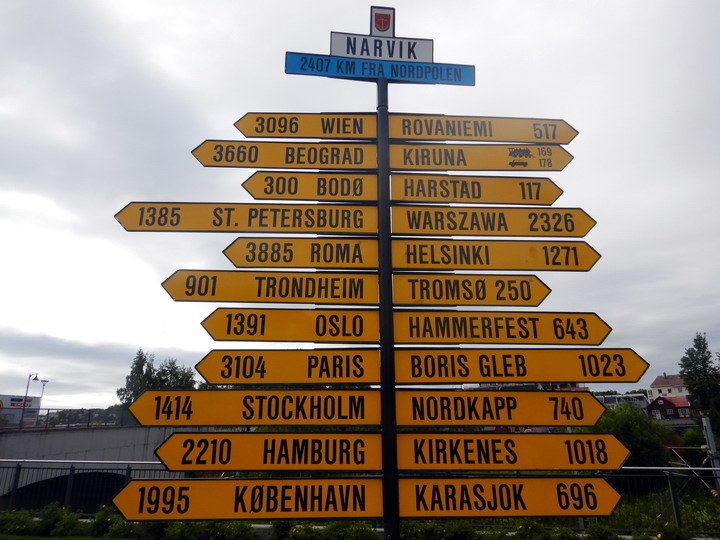 NARVIK
2407 KM FRA NORDPOLEN
3096 WIEN
ROVANIEMI 517
3660 BEOGRAD
KIRUNA 169
178
300 BODØ
HARSTAD 117
1385 ST. PETERSBURG
WARSZAWA 2326
3885 ROMA
HELSINKI 1271
901 TRONDHEIM
TROMSØ 250
1391 OSLO
HAMMERFEST 643
3104 PARIS
BORIS GLEB 1023
1414 STOCKHOLM
NORDKAPP 740
2210 HAMBURG
KIRKENES 1018
1995 KØBENHAVN
KARASJOK 696